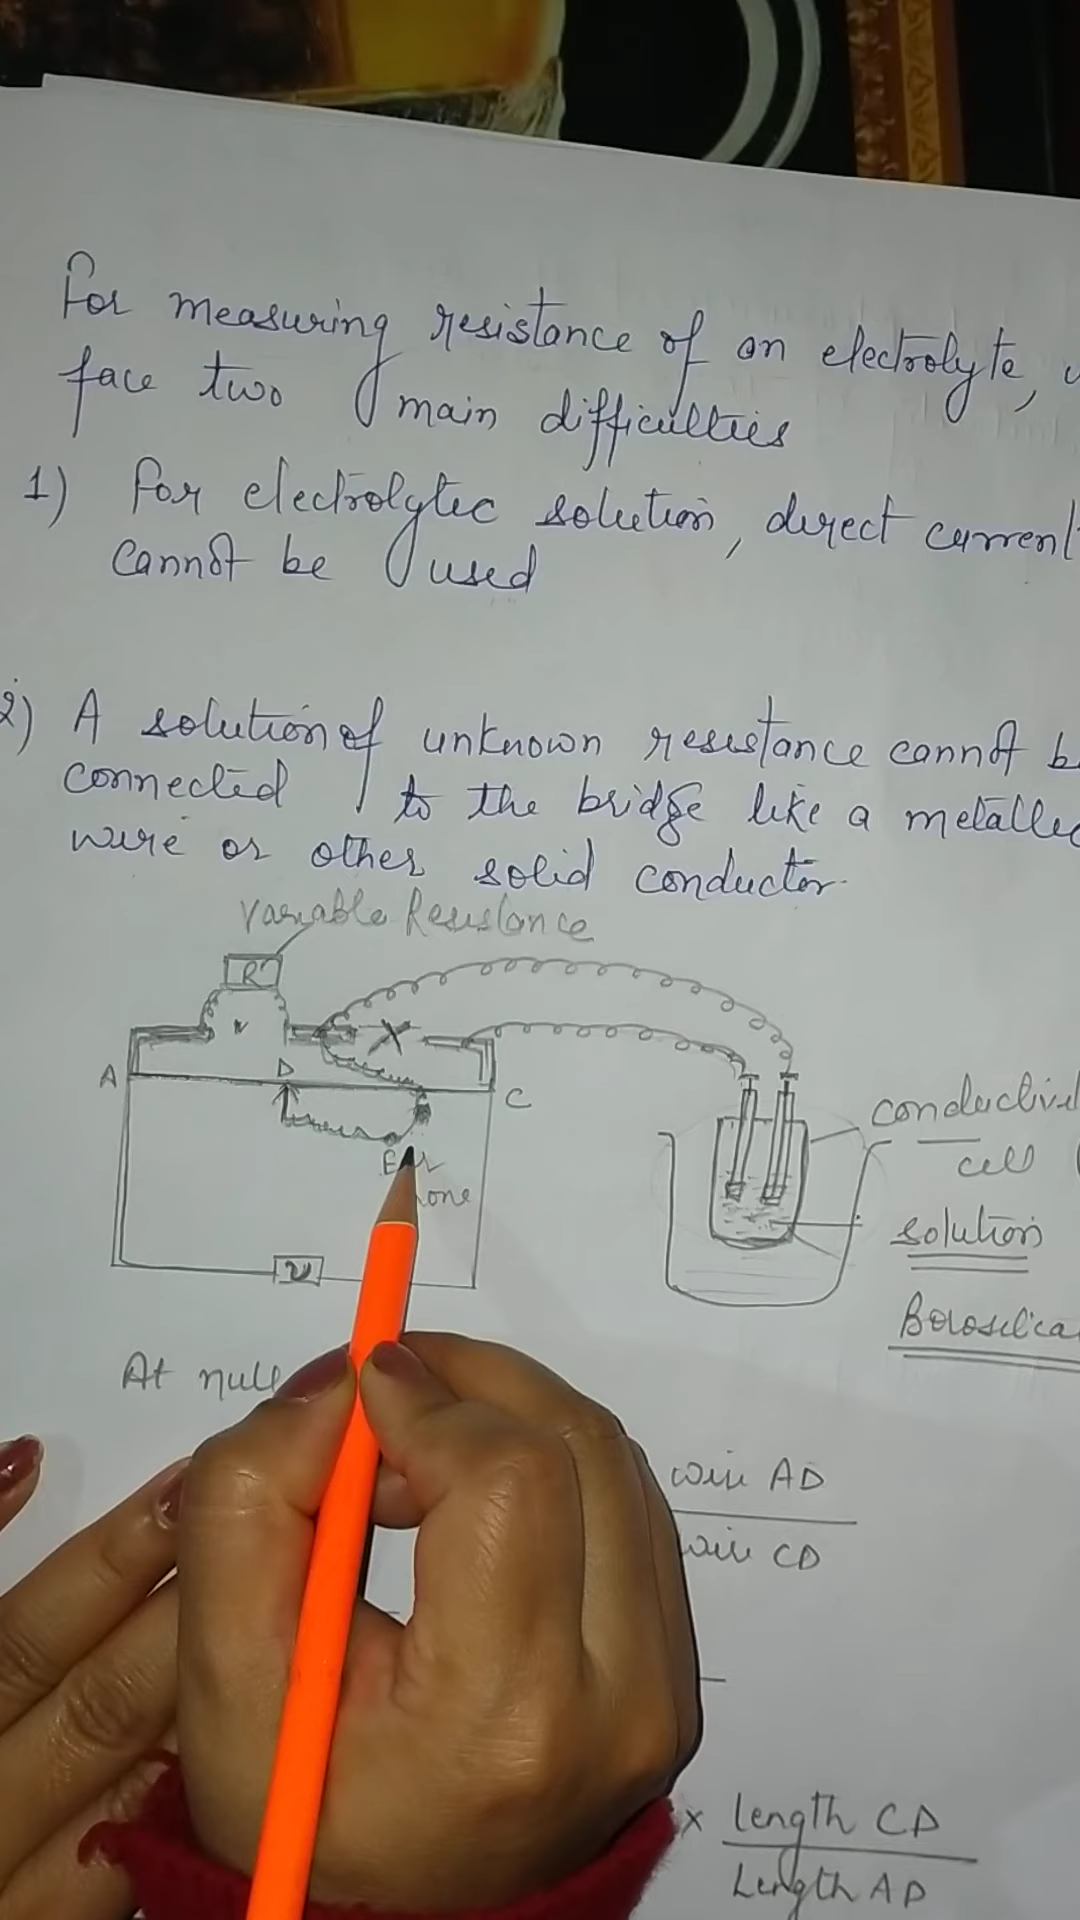 For measuring resistance of an electrolyte,
face two main difficulties
1) For electrolytic solution, direct current
cannot be used
2) A solution of unknown resistance cannot be
connected to the bridge like a metallic
wire or other solid conductor.
Variable Resistance
R
X
A
D
C
Ear
conductivi
cell
solution
Borosilica
At null
wire AD
wire CD
x length CD
Length AD